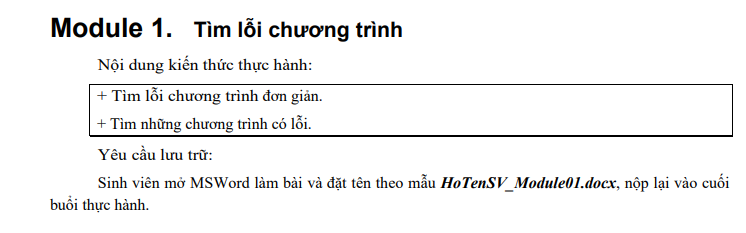 Module 1. Tìm lỗi chương trình
Nội dung kiến thức thực hành:
+ Tìm lỗi chương trình đơn giản.
+ Tìm những chương trình có lỗi.
Yêu cầu lưu trữ:
Sinh viên mở MSWord làm bài và đặt tên theo mẫu HoTenSV_Module01.docx, nộp lại vào cuối
buổi thực hành.